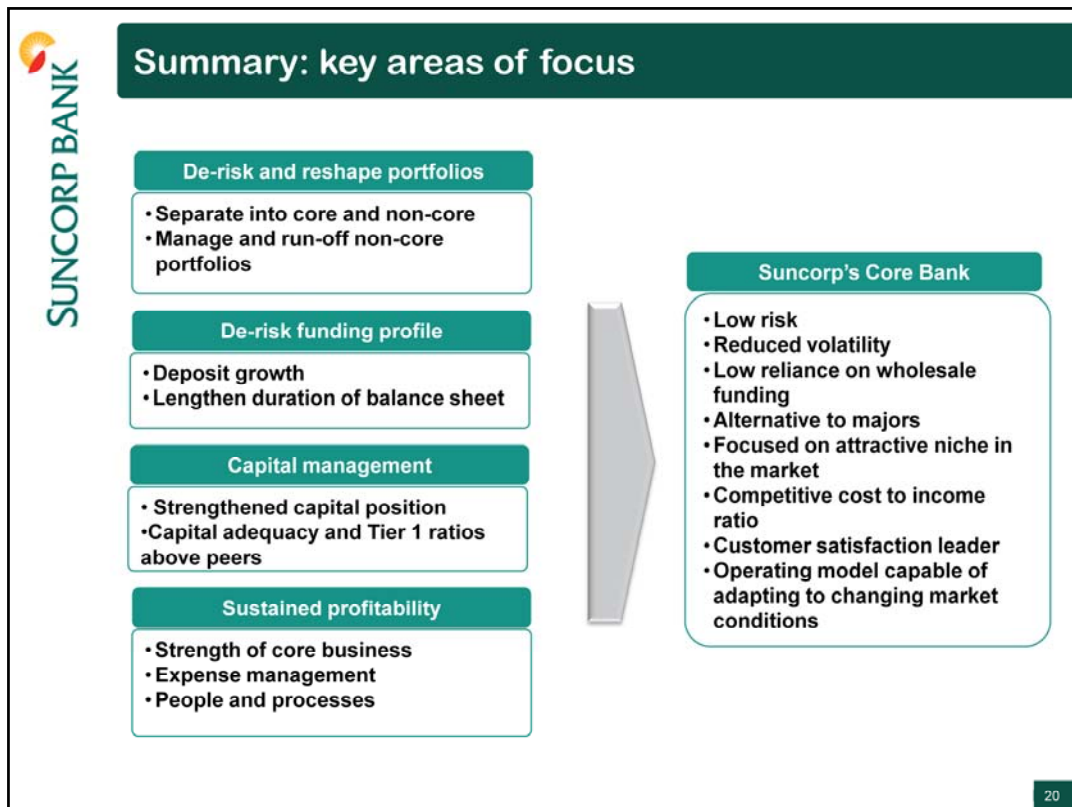 SUNCORP BANK
Summary: key areas of focus
De-risk and reshape portfolios
•Separate into core and non-core
•Manage and run-off non-core
portfolios
De-risk funding profile
•Deposit growth
•Lengthen duration of balance sheet
Capital management
• Strengthened capital position
•Capital adequacy and Tier 1 ratios
above peers
Sustained profitability
•Strength of core business
•Expense management
•People and processes
Suncorp's Core Bank
•Low risk
•Reduced volatility
•Low reliance on wholesale
funding
•Alternative to majors
•Focused on attractive niche in
the market
•Competitive cost to income
ratio
•Customer satisfaction leader
•Operating model capable of
adapting to changing market
conditions
20